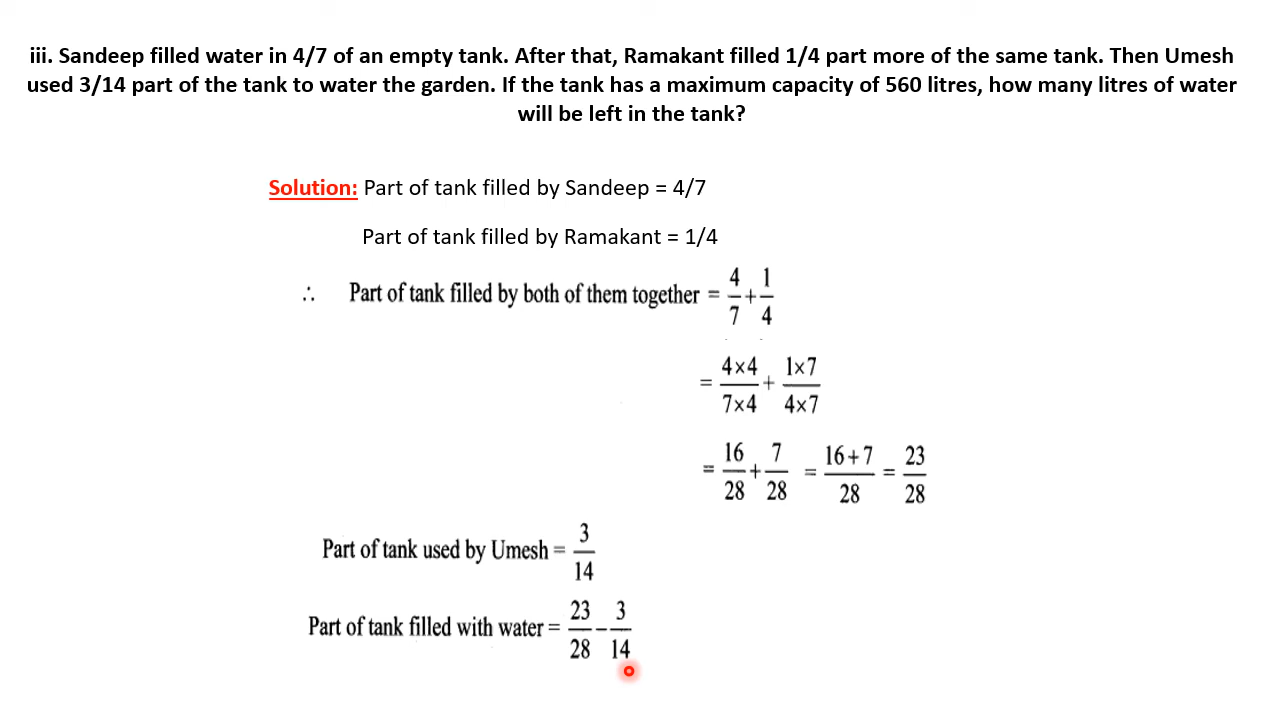 iii. Sandeep filled water in 4/7 of an empty tank. After that, Ramakant filled 1/4 part more of the same tank. Then Umesh
used 3/14 part of the tank to water the garden. If the tank has a maximum capacity of 560 litres, how many litres of water
will be left in the tank?
Solution: Part of tank filled by Sandeep = 4/7
Part of tank filled by Ramakant = 1/4
∴ Part of tank filled by both of them together = 4/7 + 1/4
= 4×4/7×4 + 1×7/4×7
= 16/28 + 7/28 = 16+7/28 = 23/28
Part of tank used by Umesh = 3/14
Part of tank filled with water = 23/28 − 3/14